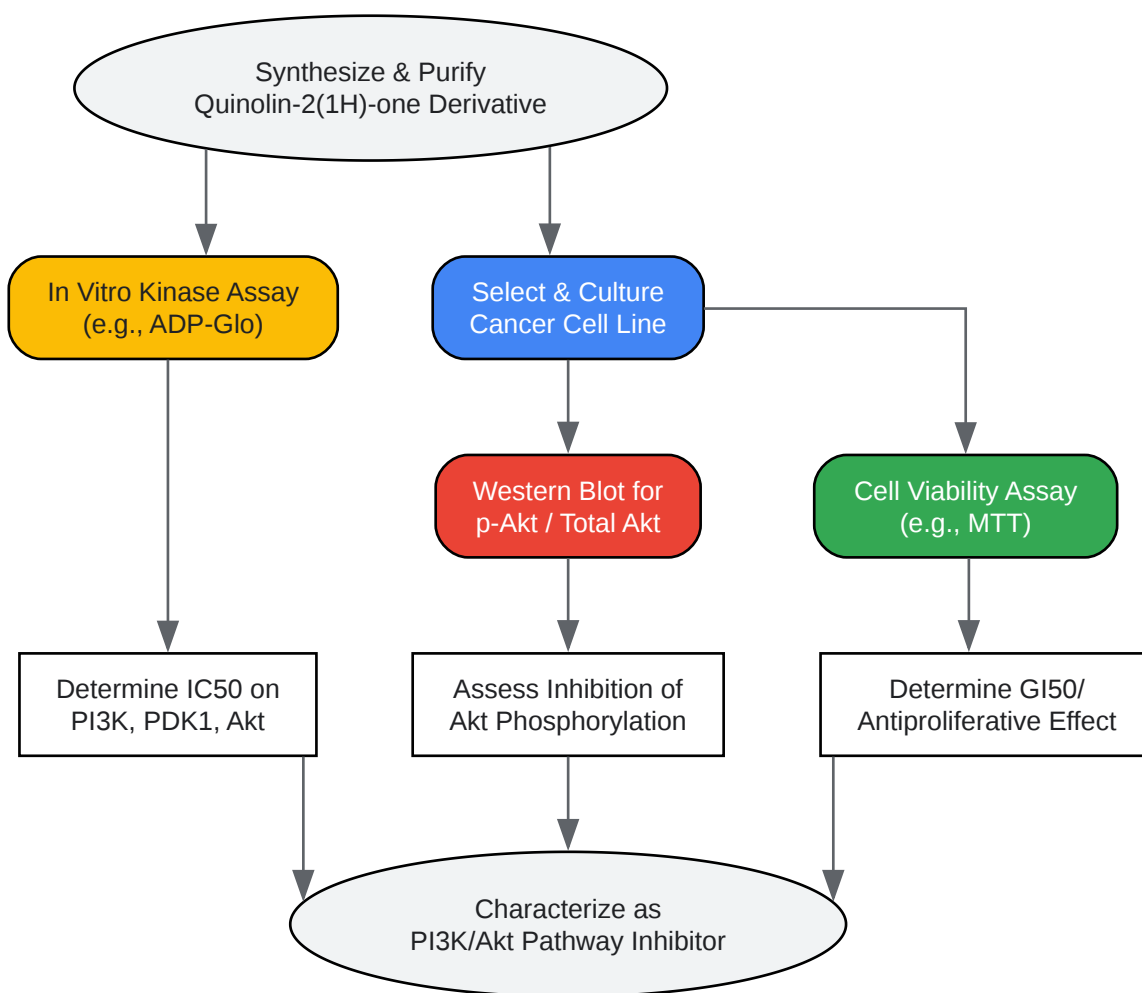 Synthesize & Purify
Quinolin-2(1H)-one Derivative
In Vitro Kinase Assay
(e.g., ADP-Glo)
Select & Culture
Cancer Cell Line
Western Blot for
p-Akt / Total Akt
Cell Viability Assay
(e.g., MTT)
Determine IC50 on
PI3K, PDK1, Akt
Assess Inhibition of
Akt Phosphorylation
Determine GI50/
Antiproliferative Effect
Characterize as
PI3K/Akt Pathway Inhibitor